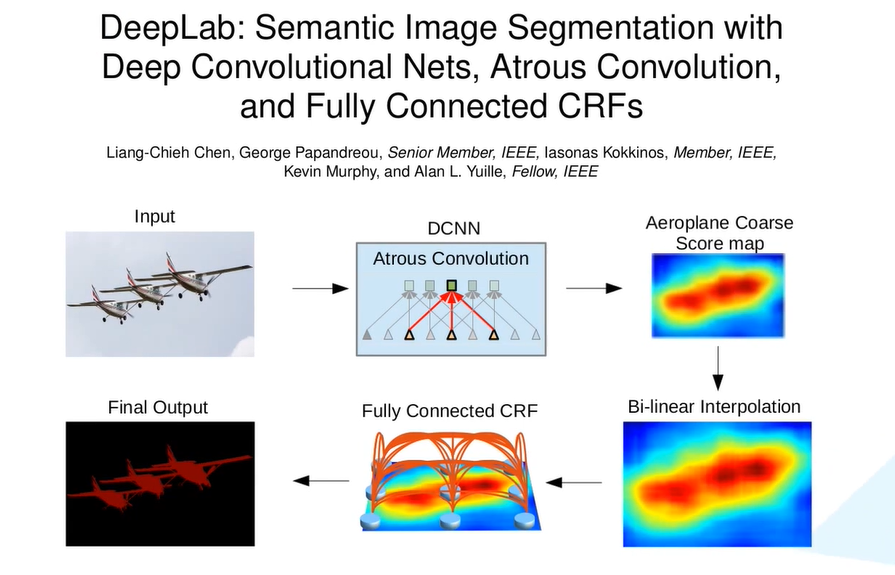 DeepLab: Semantic Image Segmentation with
Deep Convolutional Nets, Atrous Convolution,
and Fully Connected CRFs
Liang-Chieh Chen, George Papandreou, Senior Member, IEEE, Iasonas Kokkinos, Member, IEEE,
Kevin Murphy, and Alan L. Yuille, Fellow, IEEE
Input
DCNN
Atrous Convolution
Aeroplane Coarse
Score map
Final Output
Fully Connected CRF
Bi-linear Interpolation